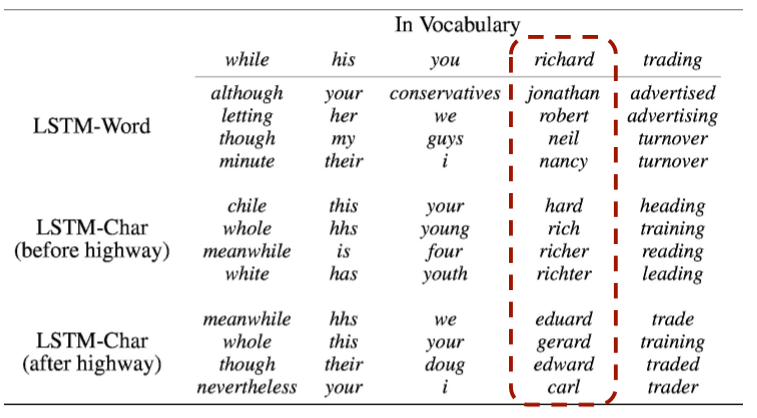 In Vocabulary
while his you richard trading
although your conservatives jonathan advertised
letting her we robert advertising
though my guys neil turnover
minute their i nancy turnover
LSTM-Word
chile this your hard heading
whole hhs young rich training
meanwhile is four richer reading
white has youth richter leading
LSTM-Char
(before highway)
meanwhile hhs we eduard trade
whole this your gerard training
though their doug edward traded
nevertheless your i carl trader
LSTM-Char
(after highway)